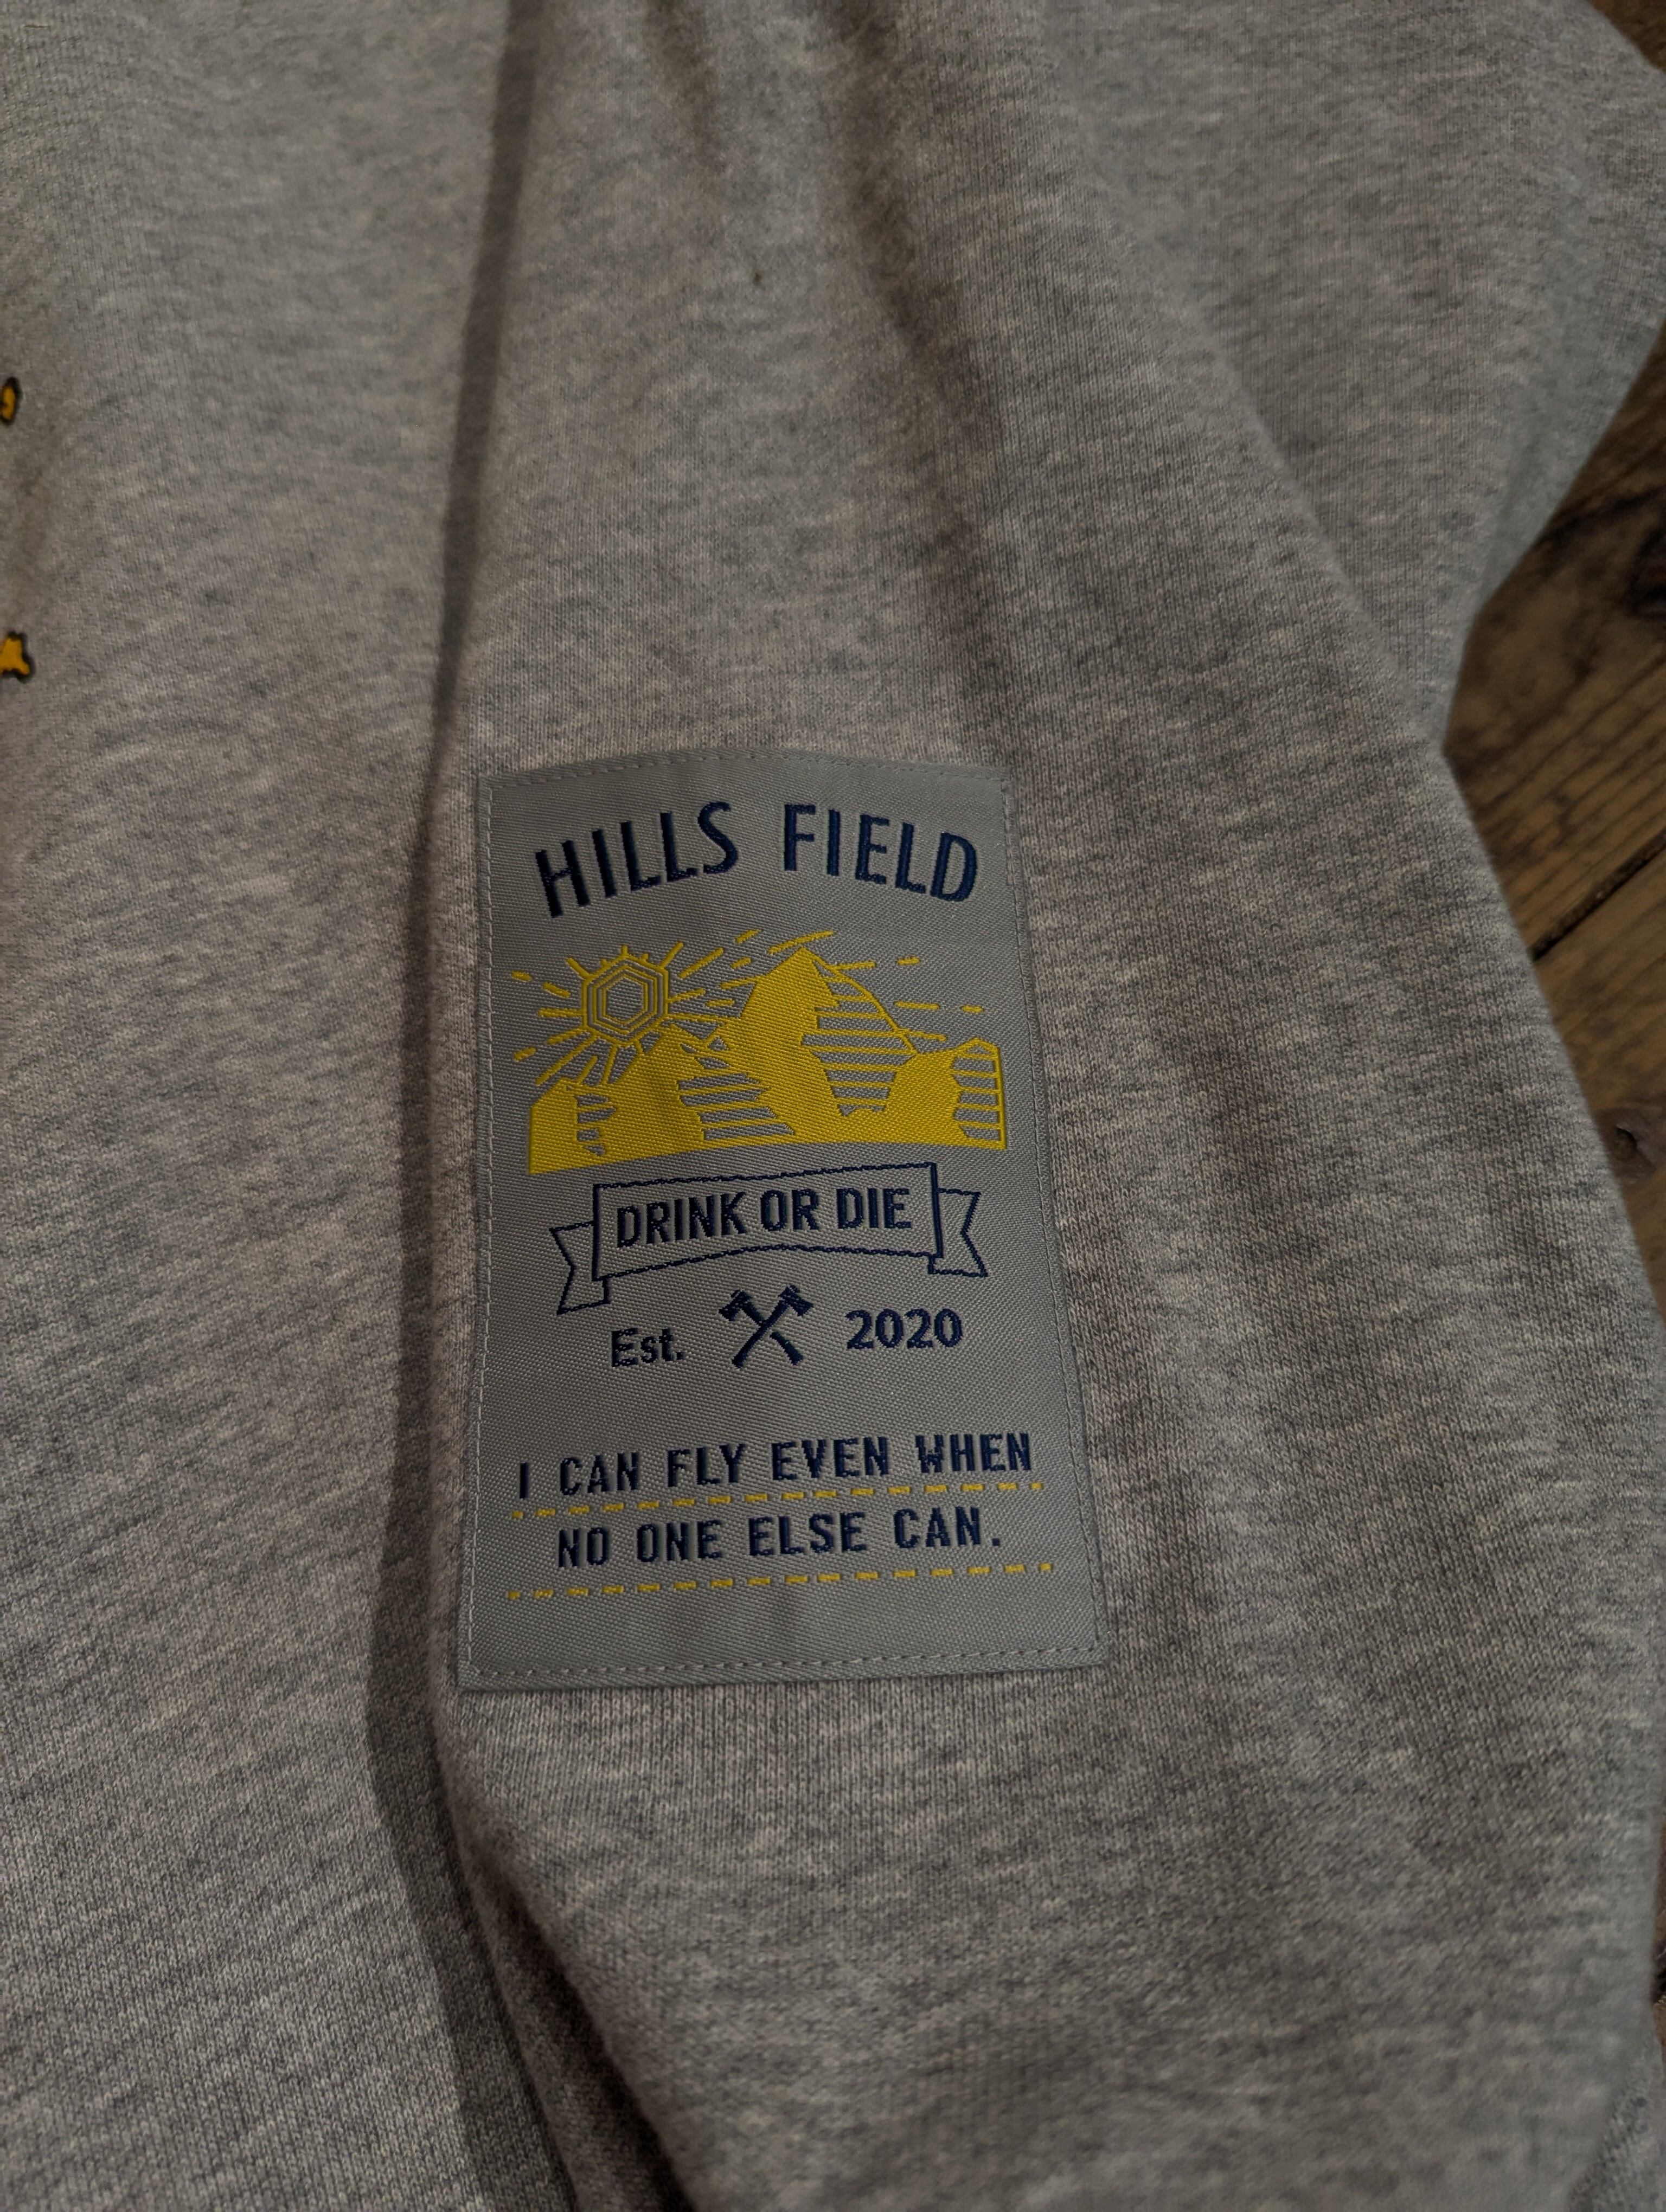 HILLS FIELD
DRINK OR DIE
Est. 2020
I CAN FLY EVEN WHEN
NO ONE ELSE CAN.